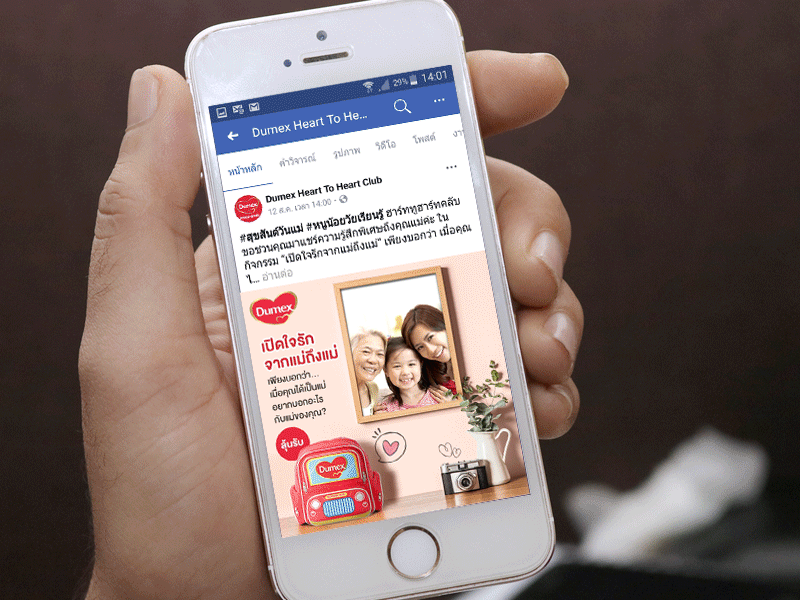 29% 14:01
Dumex Heart To He...
หน้าหลัก คำวิจารณ์ รูปภาพ วิดีโอ โพสต์ งา
Dumex Heart To Heart Club
12 ส.ค. เวลา 14:00
#สุขสันต์วันแม่ #หนูน้อยวัยเรียนรู้ ฮาร์ททูฮาร์ทคลับ
ขอชวนคุณมาแชร์ความรู้สึกพิเศษถึงคุณแม่ค่ะ ใน
กิจกรรม "เปิดใจรักจากแม่ถึงแม่" เพียงบอกว่า เมื่อคุณ
ไ... อ่านต่อ
Dumex
เปิดใจรัก
จากแม่ถึงแม่
เพียงบอกว่า...
เมื่อคุณได้เป็นแม่
อยากบอกอะไร
กับแม่ของคุณ?
ลุ้นรับ
Dumex